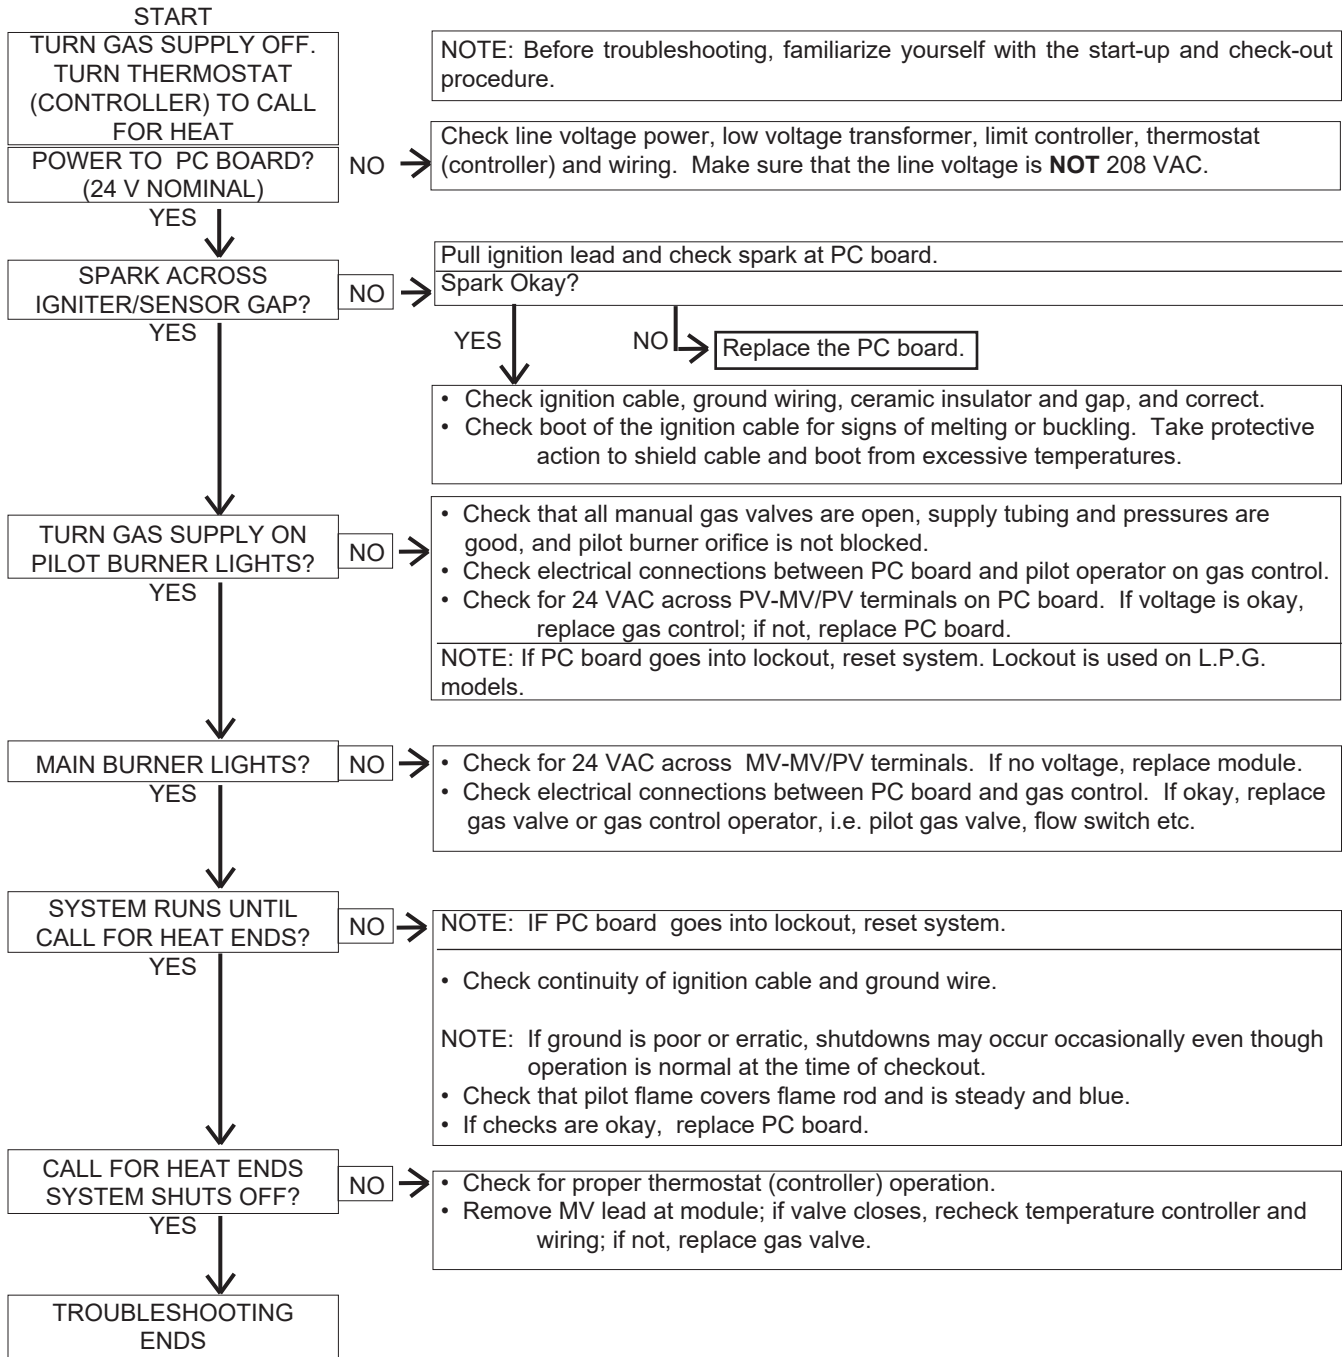 START
TURN GAS SUPPLY OFF.
TURN THERMOSTAT
(CONTROLLER) TO CALL
FOR HEAT
NOTE: Before troubleshooting, familiarize yourself with the start-up and check-out
procedure.
POWER TO PC BOARD?
(24 V NOMINAL)
NO
Check line voltage power, low voltage transformer, limit controller, thermostat
(controller) and wiring. Make sure that the line voltage is NOT 208 VAC.
YES
SPARK ACROSS
IGNITER/SENSOR GAP?
NO
Pull ignition lead and check spark at PC board.
Spark Okay?
YES
NO
Replace the PC board.
• Check ignition cable, ground wiring, ceramic insulator and gap, and correct.
• Check boot of the ignition cable for signs of melting or buckling. Take protective
action to shield cable and boot from excessive temperatures.
YES
TURN GAS SUPPLY ON
PILOT BURNER LIGHTS?
NO
• Check that all manual gas valves are open, supply tubing and pressures are
good, and pilot burner orifice is not blocked.
• Check electrical connections between PC board and pilot operator on gas control.
• Check for 24 VAC across PV-MV/PV terminals on PC board. If voltage is okay,
replace gas control; if not, replace PC board.
NOTE: If PC board goes into lockout, reset system. Lockout is used on L.P.G.
models.
YES
MAIN BURNER LIGHTS?
NO
• Check for 24 VAC across MV-MV/PV terminals. If no voltage, replace module.
• Check electrical connections between PC board and gas control. If okay, replace
gas valve or gas control operator, i.e. pilot gas valve, flow switch etc.
YES
SYSTEM RUNS UNTIL
CALL FOR HEAT ENDS?
NO
NOTE: IF PC board goes into lockout, reset system.
• Check continuity of ignition cable and ground wire.
NOTE: If ground is poor or erratic, shutdowns may occur occasionally even though
operation is normal at the time of checkout.
• Check that pilot flame covers flame rod and is steady and blue.
• If checks are okay, replace PC board.
YES
CALL FOR HEAT ENDS
SYSTEM SHUTS OFF?
NO
• Check for proper thermostat (controller) operation.
• Remove MV lead at module; if valve closes, recheck temperature controller and
wiring; if not, replace gas valve.
YES
TROUBLESHOOTING
ENDS